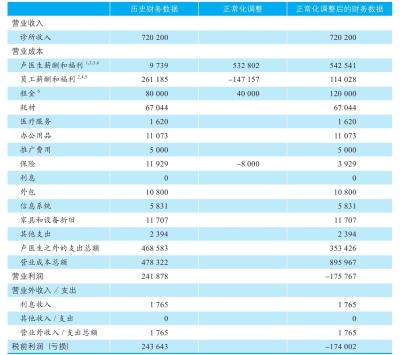 历史财务数据 正常化调整 正常化调整后的财务数据
营业收入
诊所收入 720 200 720 200
营业成本
卢医生薪酬和福利 1,2,3,4 9 739 532 802 542 541
员工薪酬和福利 2,4,5 261 185 -147 157 114 028
租金 6 80 000 40 000 120 000
耗材 67 044 67 044
医疗服务 1 620 1 620
办公用品 11 073 11 073
推广费用 5 000 5 000
保险 11 929 -8 000 3 929
利息 0 0
外包 10 800 10 800
信息系统 5 831 5 831
家具和设备折旧 11 707 11 707
其他支出 2 394 2 394
卢医生之外的支出总额 468 583 353 426
营业成本总额 478 322 895 967
营业利润 241 878 -175 767
营业外收入/支出
利息收入 1 765 1 765
其他收入/支出 0 0
营业外收入/支出总额 1 765 1 765
税前利润(亏损) 243 643 -174 002